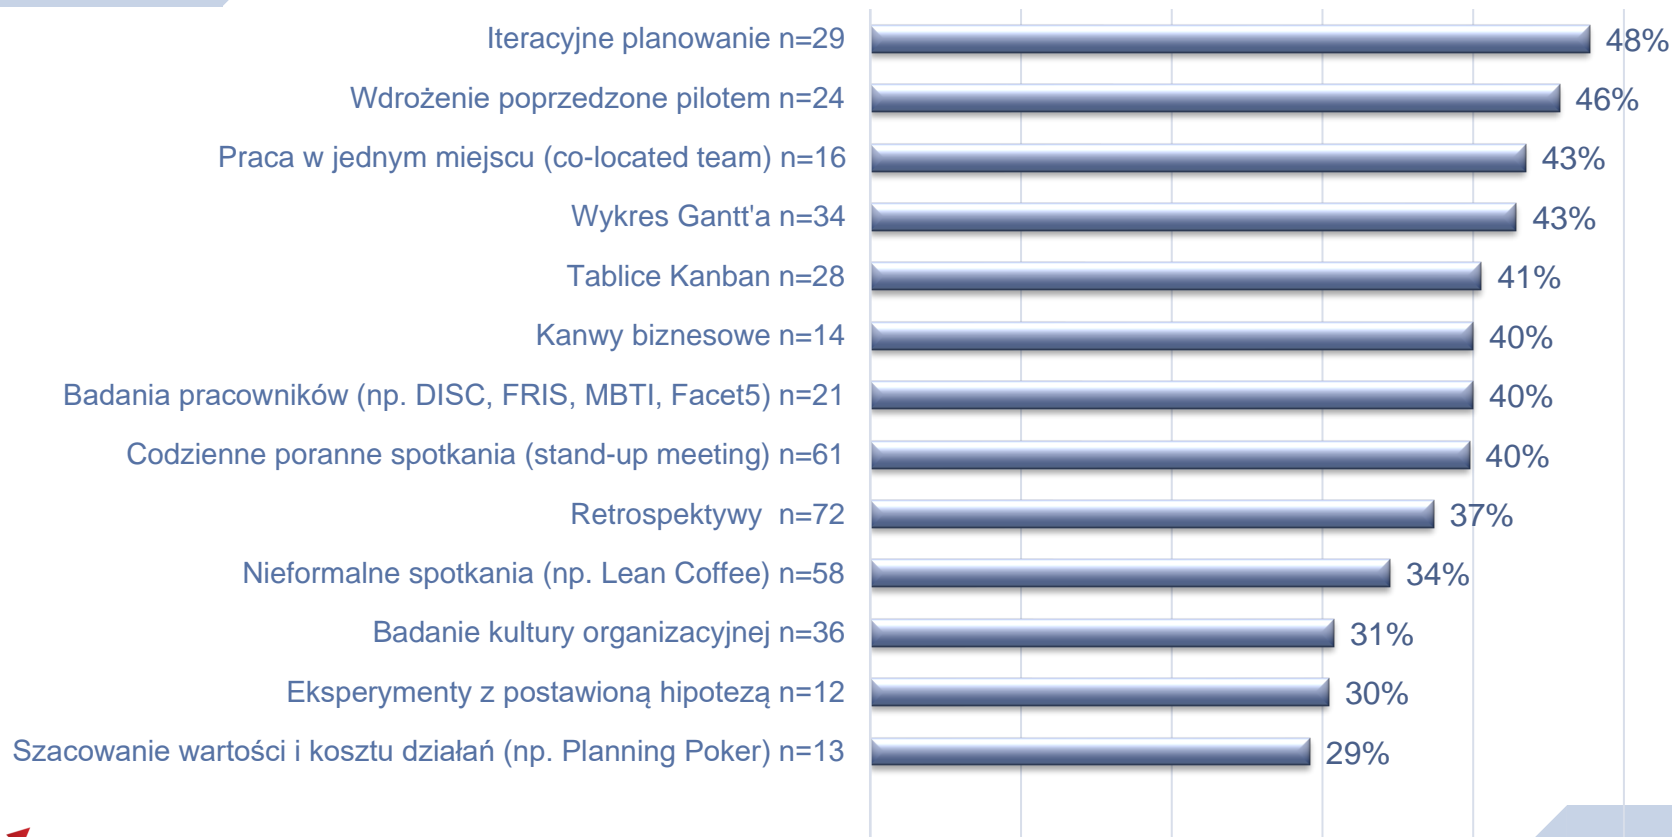 Iteracyjne planowanie n=29 48%
Wdrożenie poprzedzone pilotem n=24 46%
Praca w jednym miejscu (co-located team) n=16 43%
Wykres Gantt'a n=34 43%
Tablice Kanban n=28 41%
Kanwy biznesowe n=14 40%
Badania pracowników (np. DISC, FRIS, MBTI, Facet5) n=21 40%
Codzienne poranne spotkania (stand-up meeting) n=61 40%
Retrospektywy n=72 37%
Nieformalne spotkania (np. Lean Coffee) n=58 34%
Badanie kultury organizacyjnej n=36 31%
Eksperymenty z postawioną hipotezą n=12 30%
Szacowanie wartości i kosztu działań (np. Planning Poker) n=13 29%